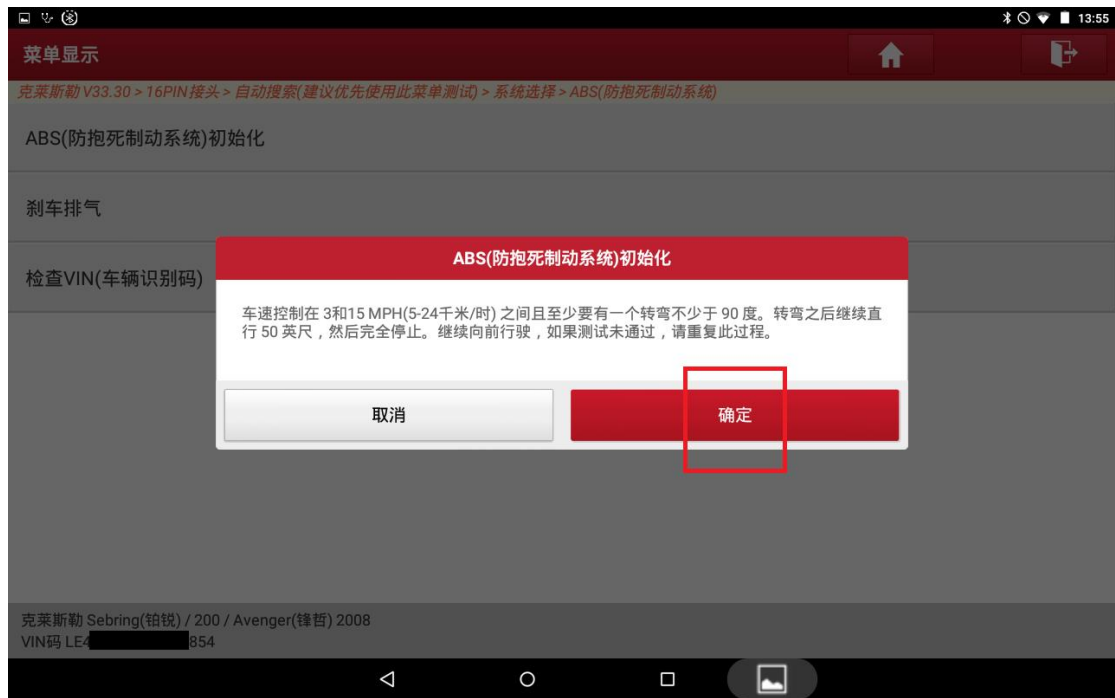 13:55
菜单显示
克莱斯勒 V33.30 > 16PIN接头 > 自动搜索(建议优先使用此菜单测试) > 系统选择 > ABS(防抱死制动系统)
ABS(防抱死制动系统)初始化
刹车排气
检查VIN(车辆识别码)
ABS(防抱死制动系统)初始化
车速控制在 3和15 MPH(5-24千米/时) 之间且至少要有一个转弯不少于 90 度。转弯之后继续直
行 50 英尺，然后完全停止。继续向前行驶，如果测试未通过，请重复此过程。
取消
确定
克莱斯勒 Sebring(铂锐) / 200 / Avenger(锋哲) 2008
VIN码 LE4 854